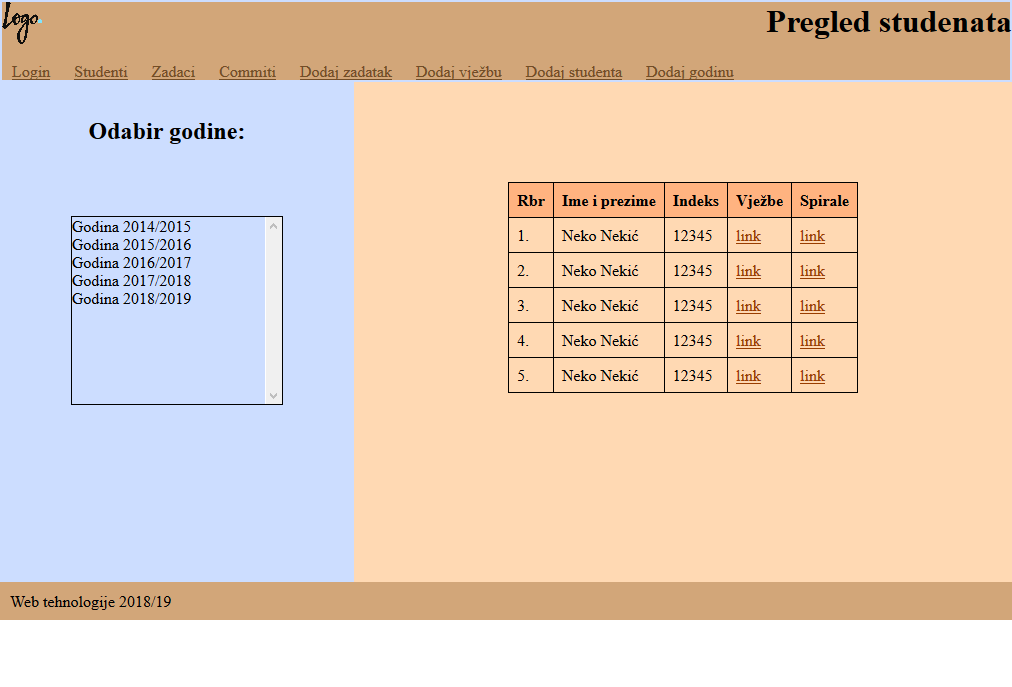 Logo
Pregled studenata
Login Studenti Zadaci Commiti Dodaj zadatak Dodaj vježbu Dodaj studenta Dodaj godinu
Odabir godine:
Godina 2014/2015
Godina 2015/2016
Godina 2016/2017
Godina 2017/2018
Godina 2018/2019
Rbr Ime i prezime Indeks Vježbe Spirale
1. Neko Nekić 12345 link link
2. Neko Nekić 12345 link link
3. Neko Nekić 12345 link link
4. Neko Nekić 12345 link link
5. Neko Nekić 12345 link link
Web tehnologije 2018/19